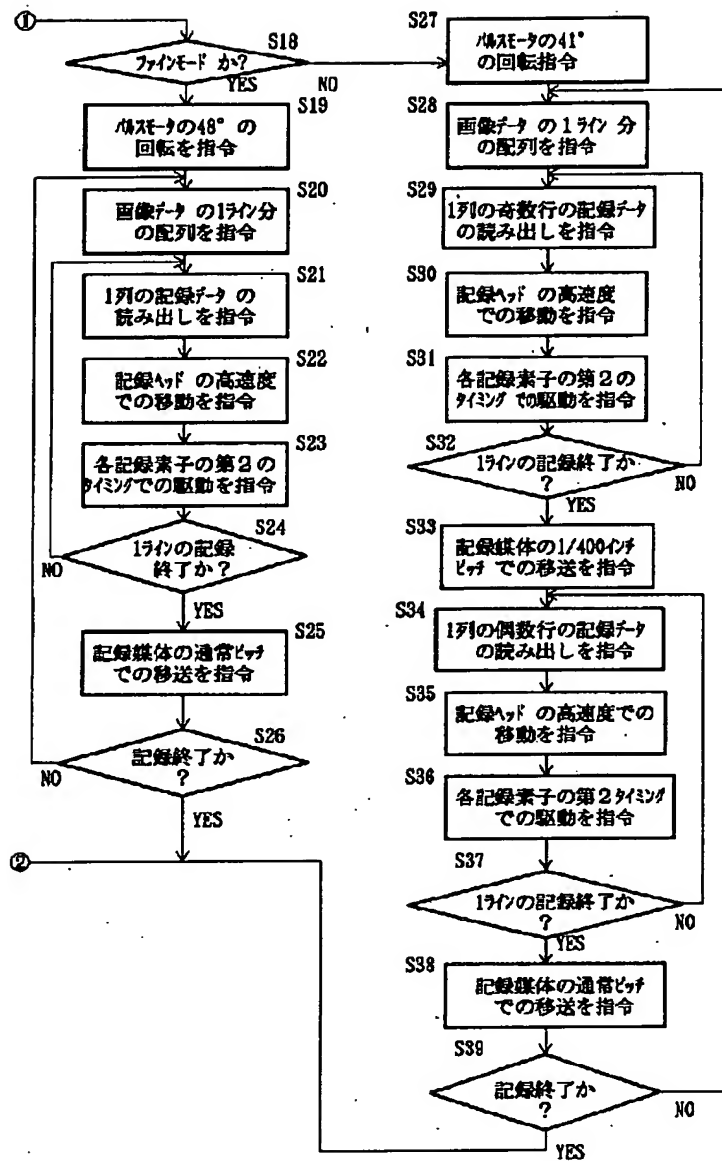 ①
S18
ファインモード か?
YES
NO
S19
パルスモータの48° の
回転を指令
S20
画像データ の1ライン分
の配列を指令
S21
1列の記録データ の
読み出しを指令
S22
記録ヘッド の高速度
での移動を指令
S23
各記録素子の第2の
タイミングでの駆動を指令
S24
1ラインの記録
終了か?
NO
YES
S25
記録媒体の通常ピッチ
での移送を指令
S26
記録終了か
?
NO
YES
②
S27
パルスモータの41°
の回転指令
S28
画像データ の1ライン 分
の配列を指令
S29
1列の奇数行の記録データ
の読み出しを指令
S30
記録ヘッド の高速度
での移動を指令
S31
各記録素子の第2の
タイミング での駆動を指令
S32
1ラインの記録終了か
?
NO
YES
S33
記録媒体の1/400インチ
ピッチ での移送を指令
S34
1列の偶数行の記録データ
の読み出しを指令
S35
記録ヘッド の高速度での
移動を指令
S36
各記録素子の第2タイミング
での駆動を指令
S37
1ラインの記録終了か
?
NO
YES
S38
記録媒体の通常ピッチ
での移送を指令
S39
記録終了か
?
NO
YES